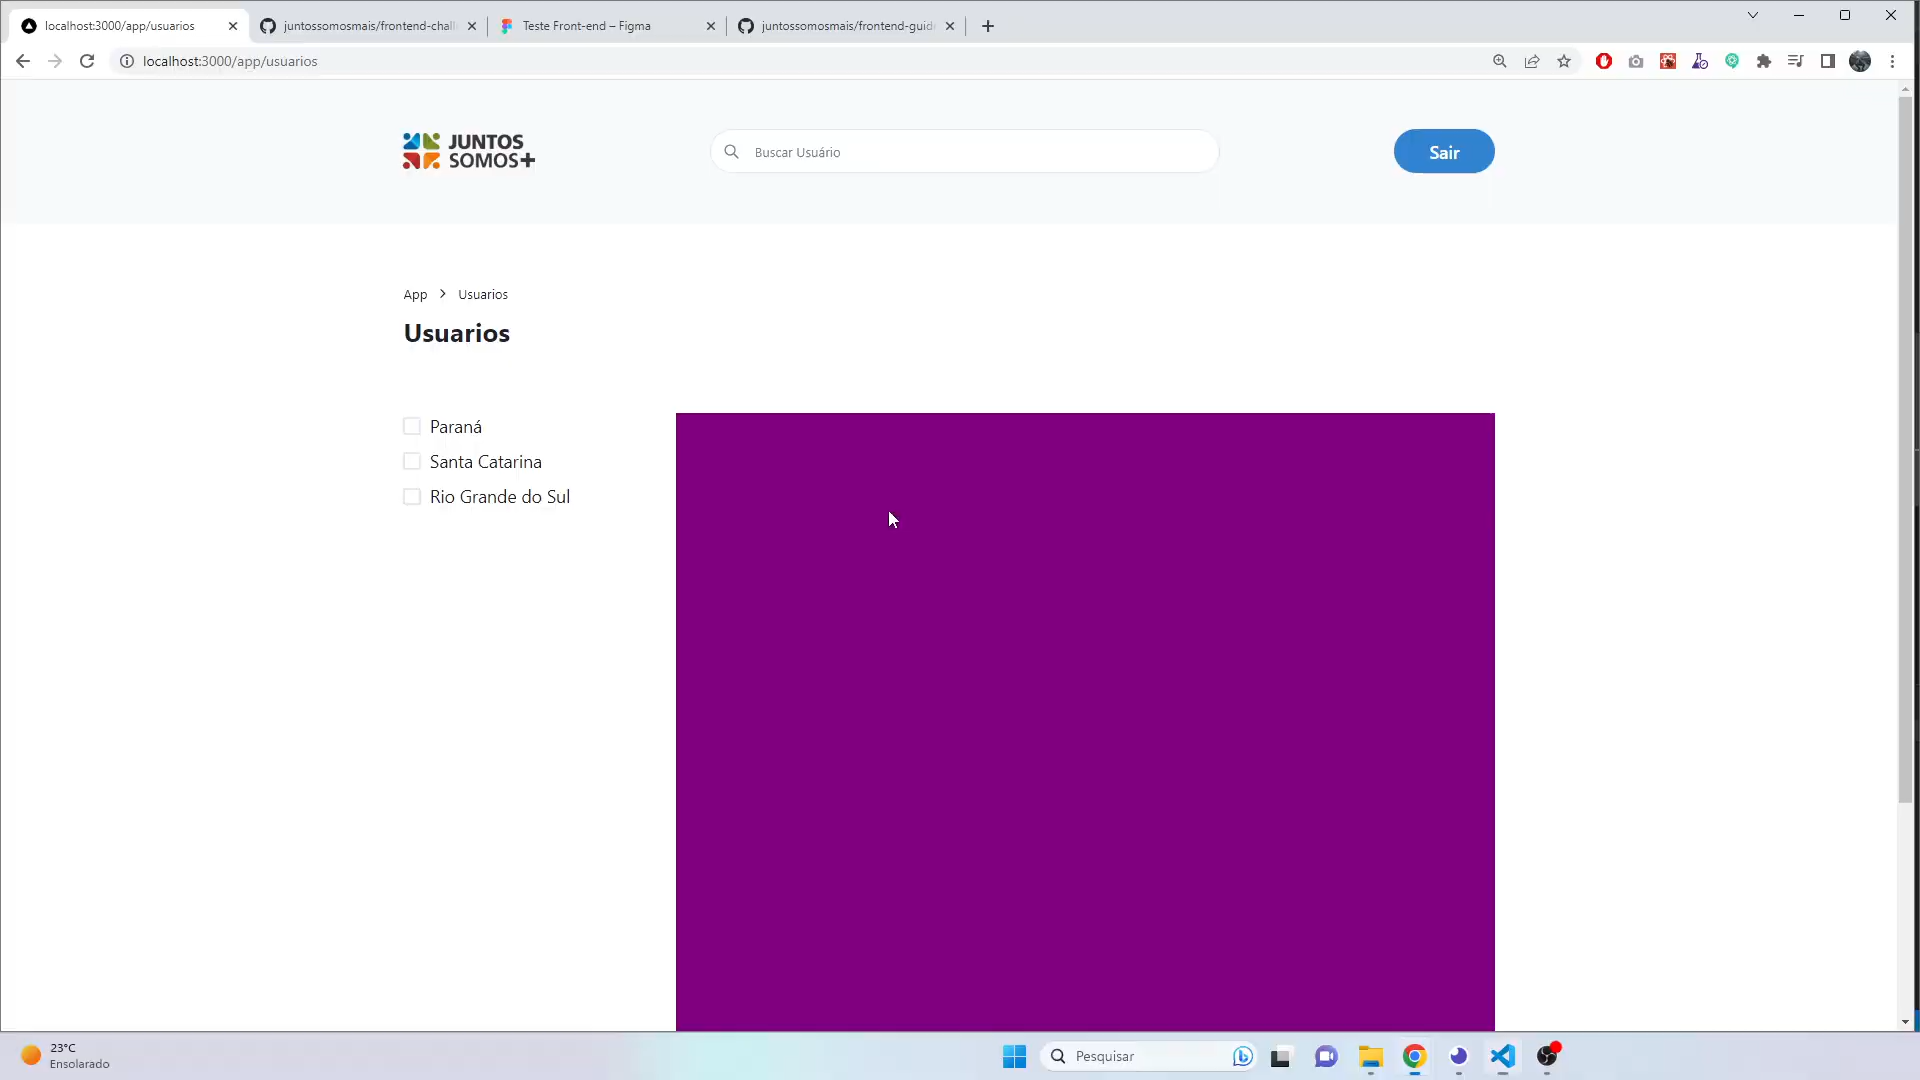 localhost:3000/app/usuarios
juntossomosmais/frontend-chall
Teste Front-end – Figma
juntossomosmais/frontend-guid
localhost:3000/app/usuarios
JUNTOS
SOMOS+
Buscar Usuário
Sair
App > Usuarios
Usuarios
Paraná
Santa Catarina
Rio Grande do Sul
23°C
Ensolarado
Pesquisar